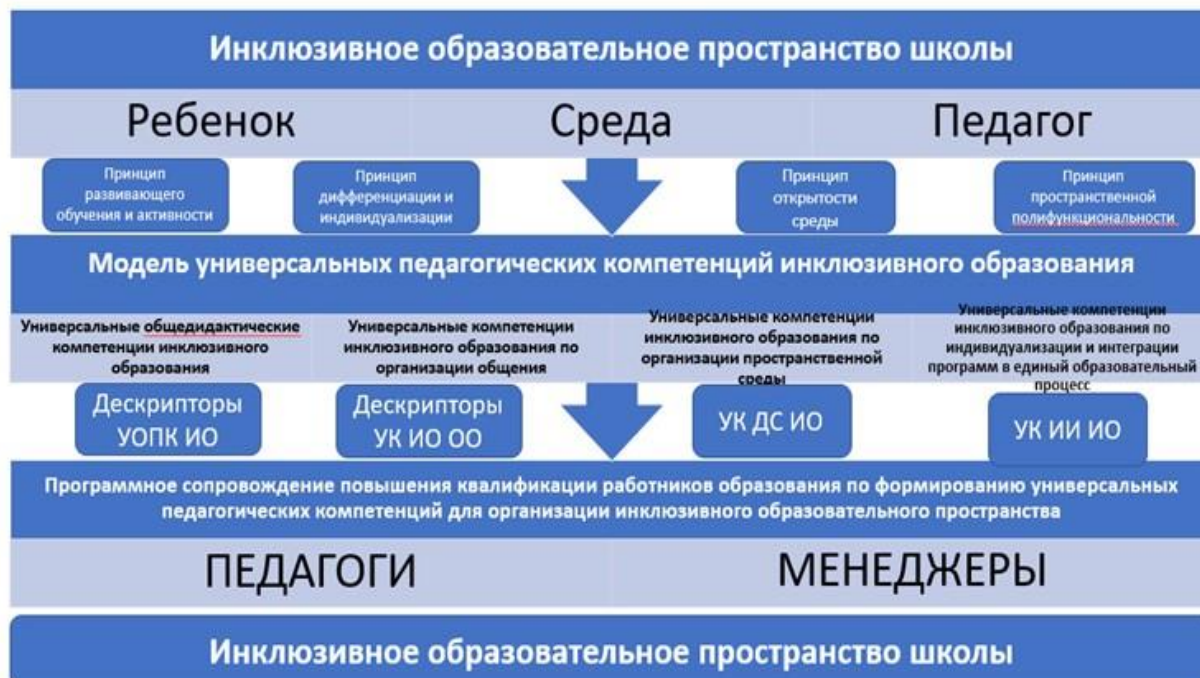 Инклюзивное образовательное пространство школы
Ребенок
Среда
Педагог
Принцип
развивающего
обучения и активности
Принцип
дифференциации и
индивидуализации
Принцип
открытости
среды
Принцип
пространственной
полифункциональности
Модель универсальных педагогических компетенций инклюзивного образования
Универсальные общедидактические
компетенции инклюзивного
образования
Универсальные компетенции
инклюзивного образования по
организации общения
Универсальные компетенции
инклюзивного образования по
организации пространственной
среды
Универсальные компетенции
инклюзивного образования по
индивидуализации и интеграции
программ в единый образовательный
процесс
Дескрипторы
УОПК ИО
Дескрипторы
УК ИО ОО
УК ДС ИО
УК ИИ ИО
Программное сопровождение повышения квалификации работников образования по формированию универсальных
педагогических компетенций для организации инклюзивного образовательного пространства
ПЕДАГОГИ
МЕНЕДЖЕРЫ
Инклюзивное образовательное пространство школы